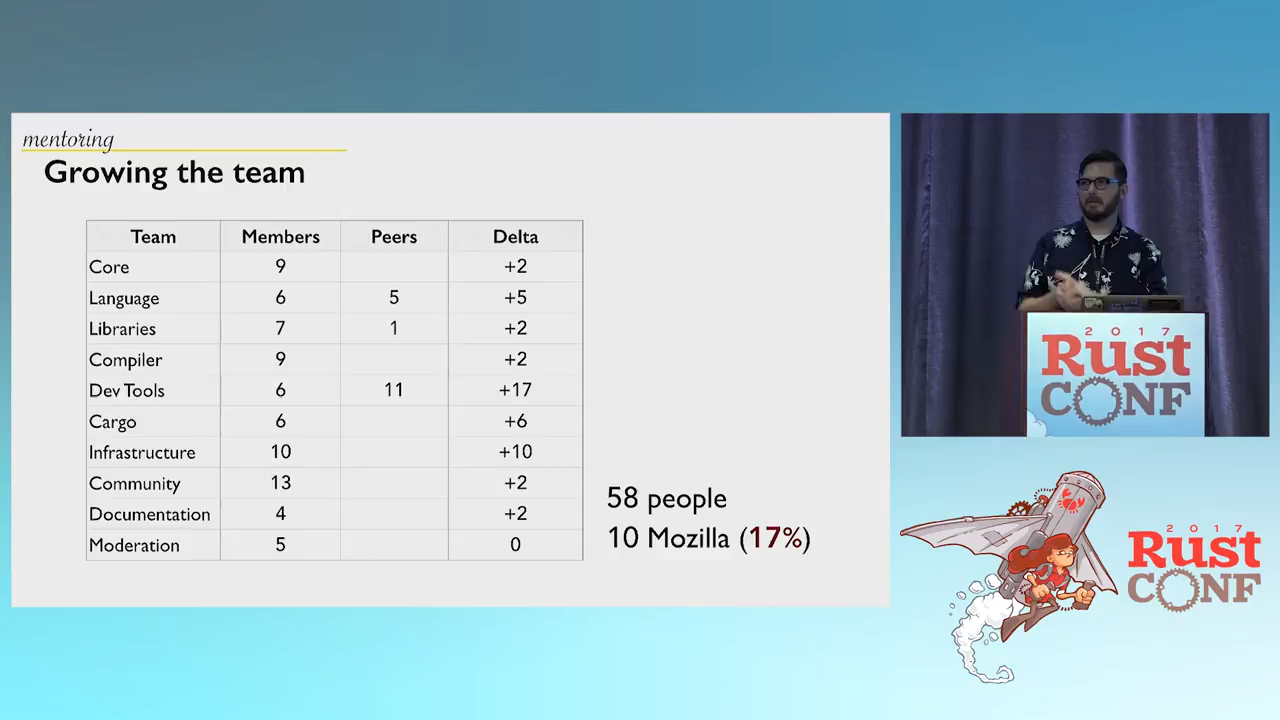 mentoring
Growing the team
Team Members Peers Delta
Core 9 +2
Language 6 5 +5
Libraries 7 1 +2
Compiler 9 +2
Dev Tools 6 11 +17
Cargo 6 +6
Infrastructure 10 +10
Community 13 +2
Documentation 4 +2
Moderation 5 0
58 people
10 Mozilla (17%)
2017
Rust
CONF
2017
Rust
CONF